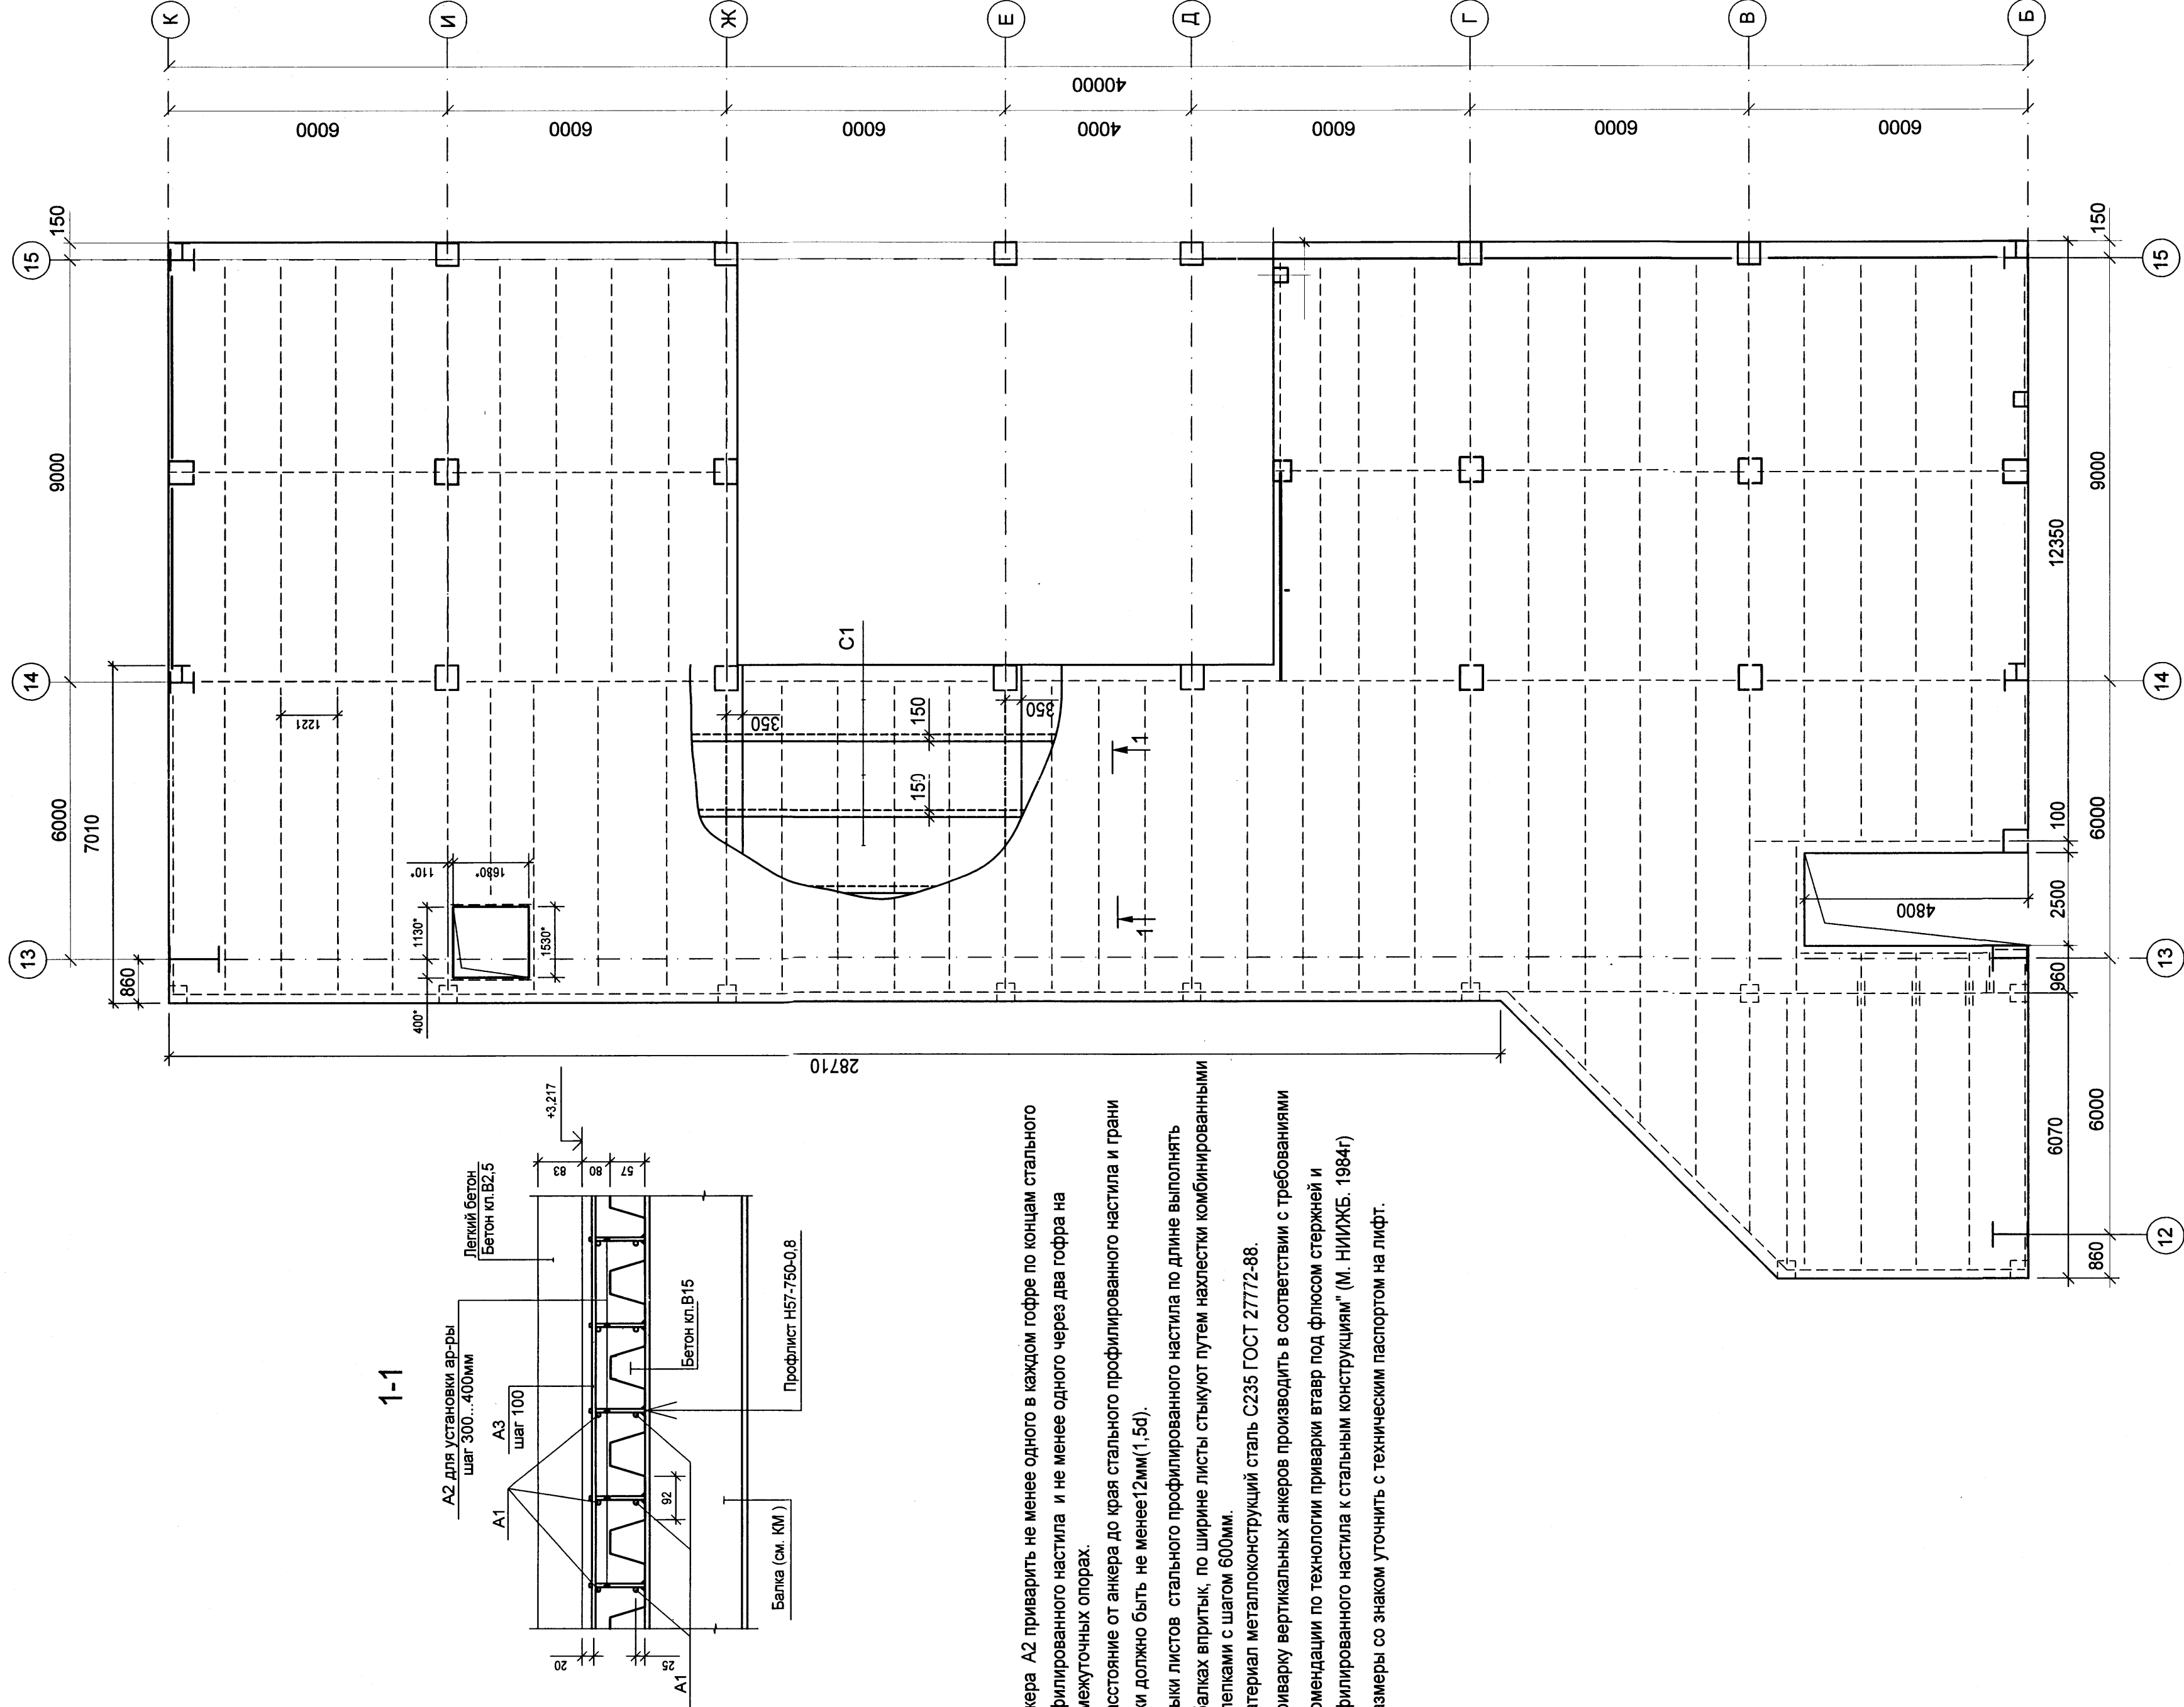 К
И
Ж
Е
Д
Г
В
Б
40000
6000
6000
6000
4000
6000
6000
6000
15
150
9000
14
6000
7010
13
860
1221
110*
1680*
1130*
1530*
400*
С1
350
350
150
150
1
1
28710
4800
15
150
9000
12350
14
100
6000
2500
13
960
6000
6070
12
860
1-1
+3,217
Легкий бетон
Бетон кл.В2,5
83
80
57
А2 для установки ар-ры
шаг 300...400мм
А3
шаг 100
А1
Бетон кл.В15
Профлист Н57-750-0,8
92
Балка (см. КМ )
20
25
А1
кера А2 приварить не менее одного в каждом гофре по концам стального
филированного настила и не менее одного через два гофра на
межуточных опорах.
асстояние от анкера до края стального профилированного настила и грани
ки должно быть не менее12мм(1,5d).
ыки листов стального профилированного настила по длине выполнять
алках впритык, по ширине листы стыкуют путем нахлестки комбинированными
лепками с шагом 600мм.
атериал металлоконструкций сталь С235 ГОСТ 27772-88.
риварку вертикальных анкеров производить в соответствии с требованиями
омендации по технологии приварки втавр под флюсом стержней и
филированного настила к стальным конструкциям" (М. НИИЖБ. 1984г)
азмеры со знаком уточнить с техническим паспортом на лифт.